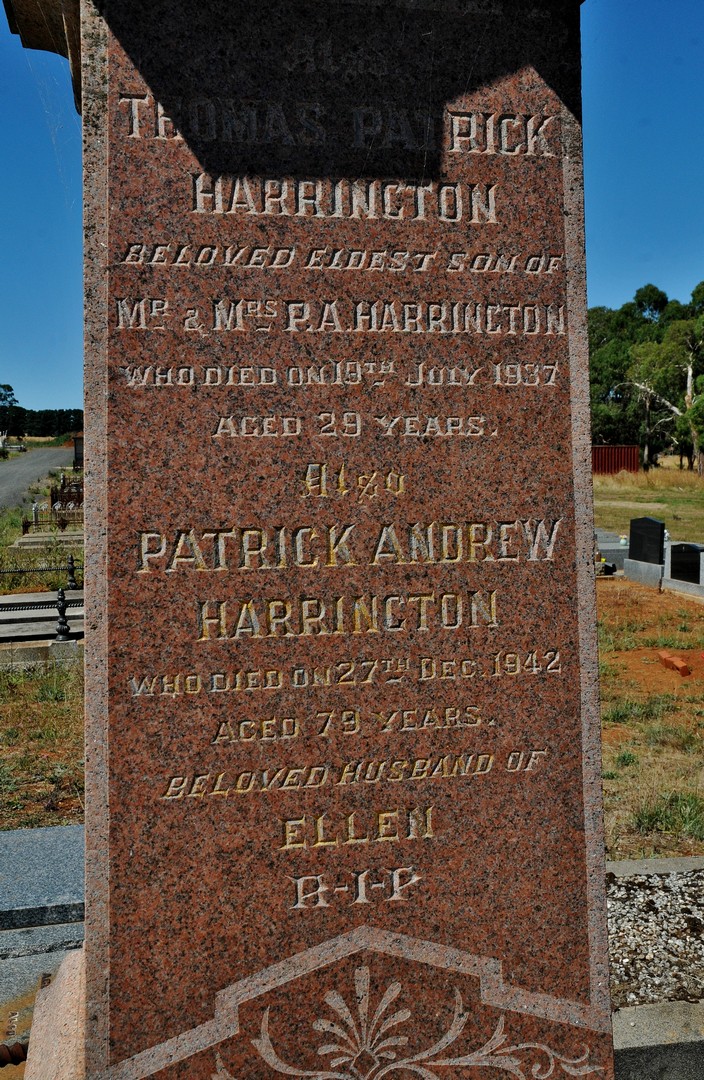 Also
THOMAS PATRICK
HARRINGTON
BELOVED ELDEST SON OF
MR & MRS P.A. HARRINGTON
WHO DIED ON 19TH JULY 1937
AGED 29 YEARS.
Also
PATRICK ANDREW
HARRINGTON
WHO DIED ON 27TH DEC. 1942
AGED 79 YEARS.
BELOVED HUSBAND OF
ELLEN
R-I-P